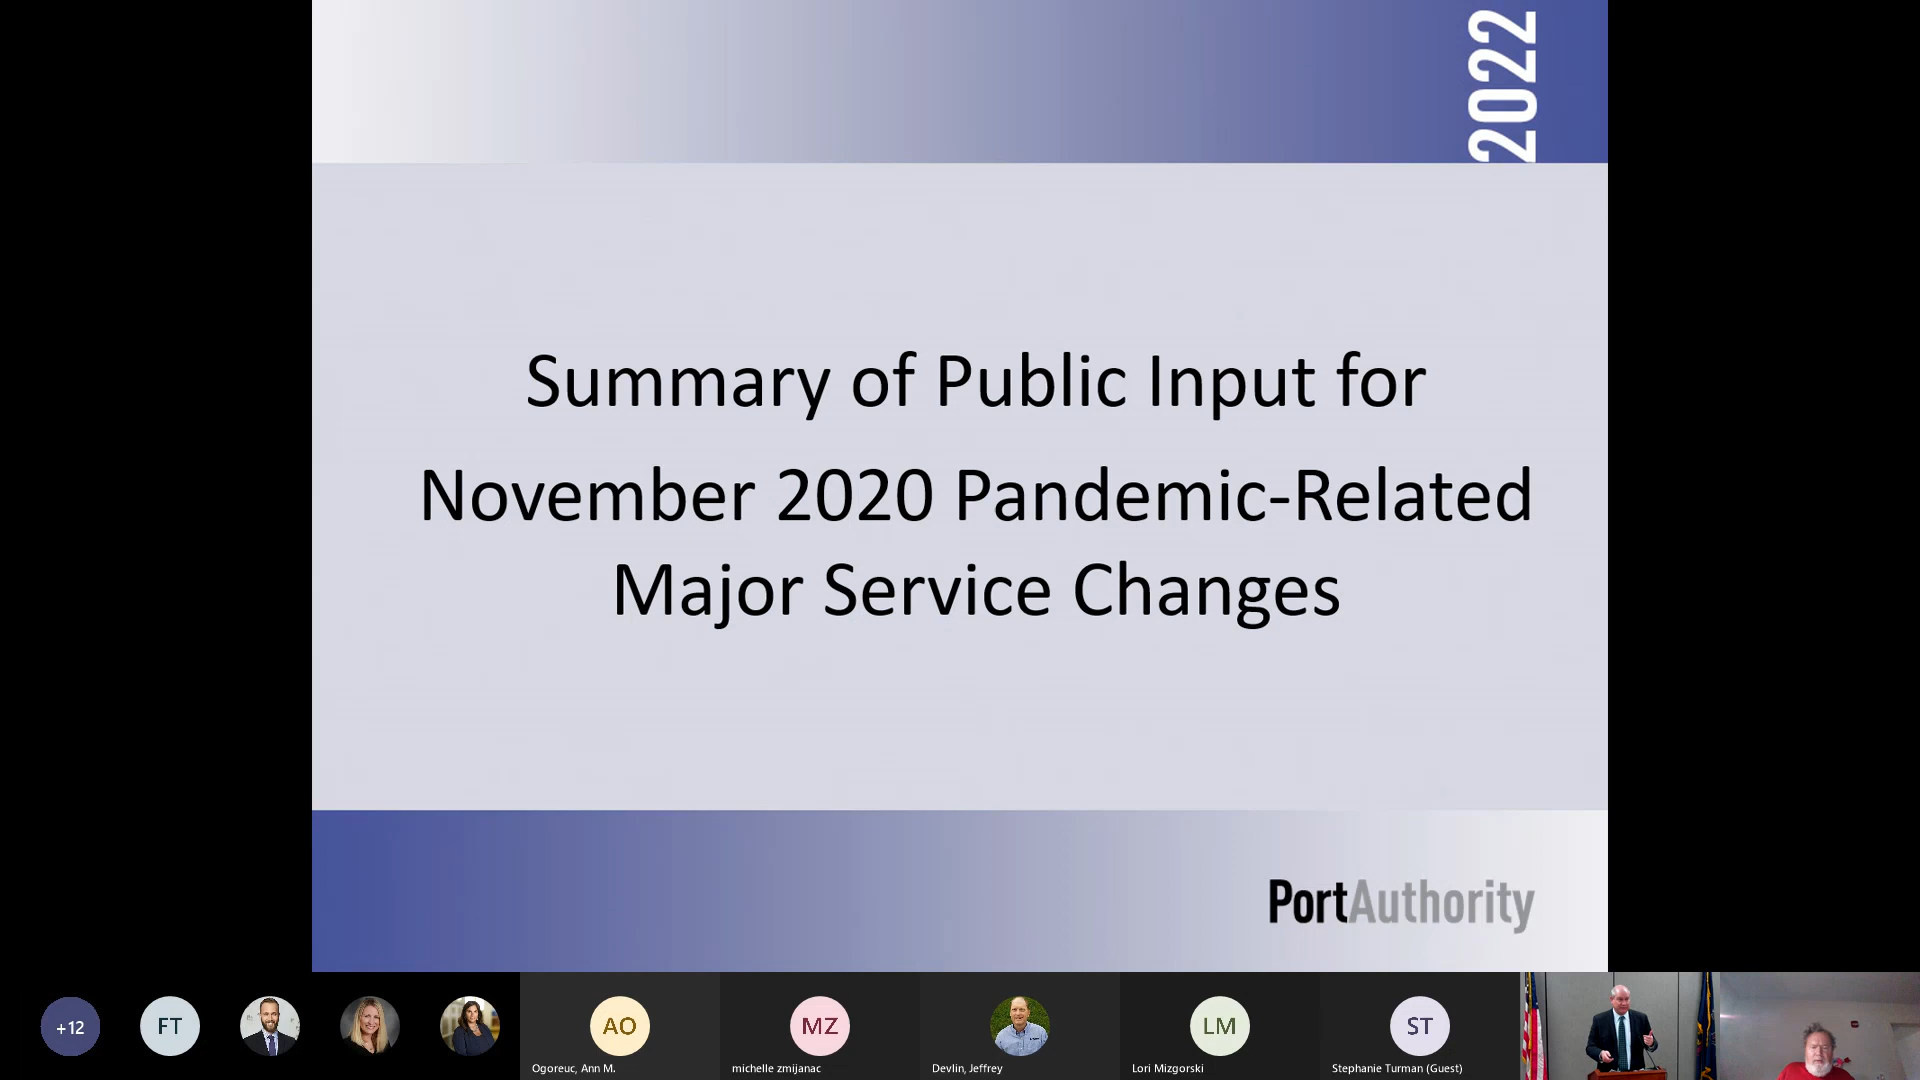 2022
Summary of Public Input for
November 2020 Pandemic-Related
Major Service Changes
PortAuthority
+12
FT
AO
MZ
LM
ST
Ogoreuc, Ann M.
michelle zmijanac
Devlin, Jeffrey
Lori Mizgorski
Stephanie Turman (Guest)